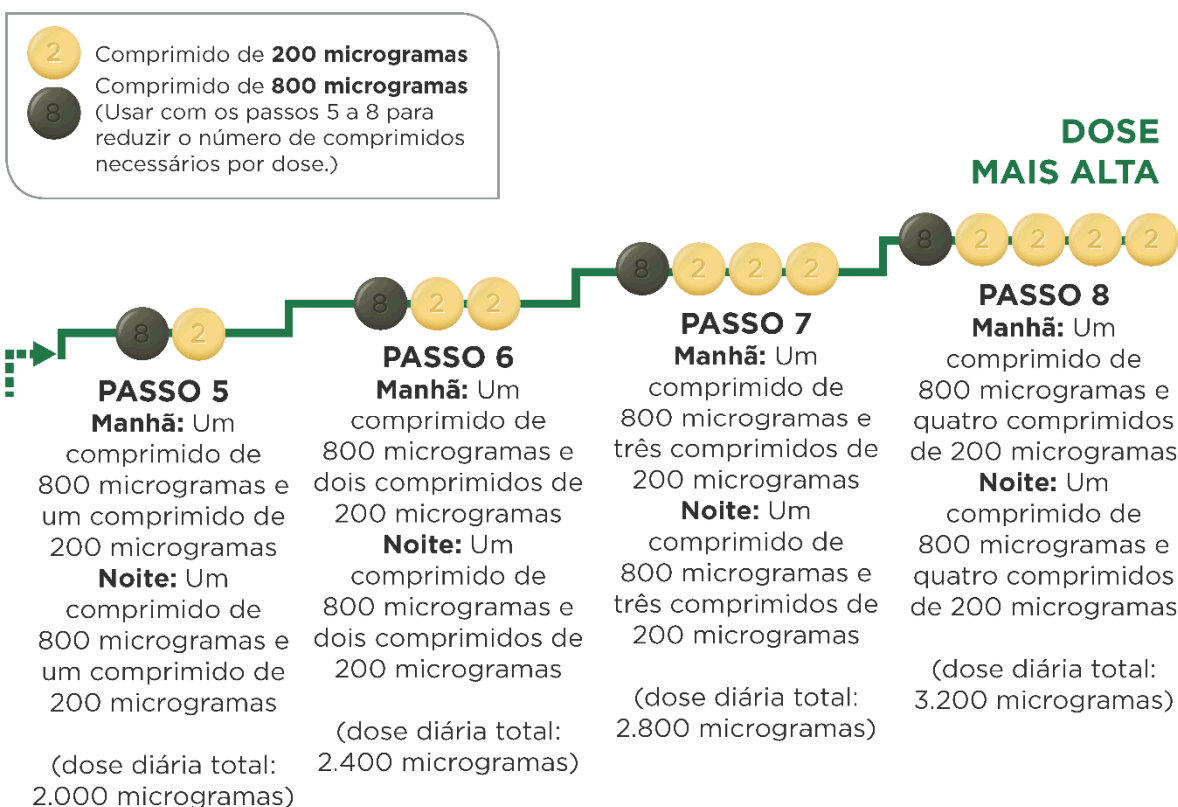 2 Comprimido de 200 microgramas
8 Comprimido de 800 microgramas
(Usar com os passos 5 a 8 para
reduzir o número de comprimidos
necessários por dose.)
DOSE
MAIS ALTA
8 2
PASSO 5
Manhã: Um
comprimido de
800 microgramas e
um comprimido de
200 microgramas
Noite: Um
comprimido de
800 microgramas e
um comprimido de
200 microgramas
(dose diária total:
2.000 microgramas)
8 2 2
PASSO 6
Manhã: Um
comprimido de
800 microgramas e
dois comprimidos de
200 microgramas
Noite: Um
comprimido de
800 microgramas e
dois comprimidos de
200 microgramas
(dose diária total:
2.400 microgramas)
8 2 2 2
PASSO 7
Manhã: Um
comprimido de
800 microgramas e
três comprimidos de
200 microgramas
Noite: Um
comprimido de
800 microgramas e
três comprimidos de
200 microgramas
(dose diária total:
2.800 microgramas)
8 2 2 2 2
PASSO 8
Manhã: Um
comprimido de
800 microgramas e
quatro comprimidos
de 200 microgramas
Noite: Um
comprimido de
800 microgramas e
quatro comprimidos
de 200 microgramas
(dose diária total:
3.200 microgramas)